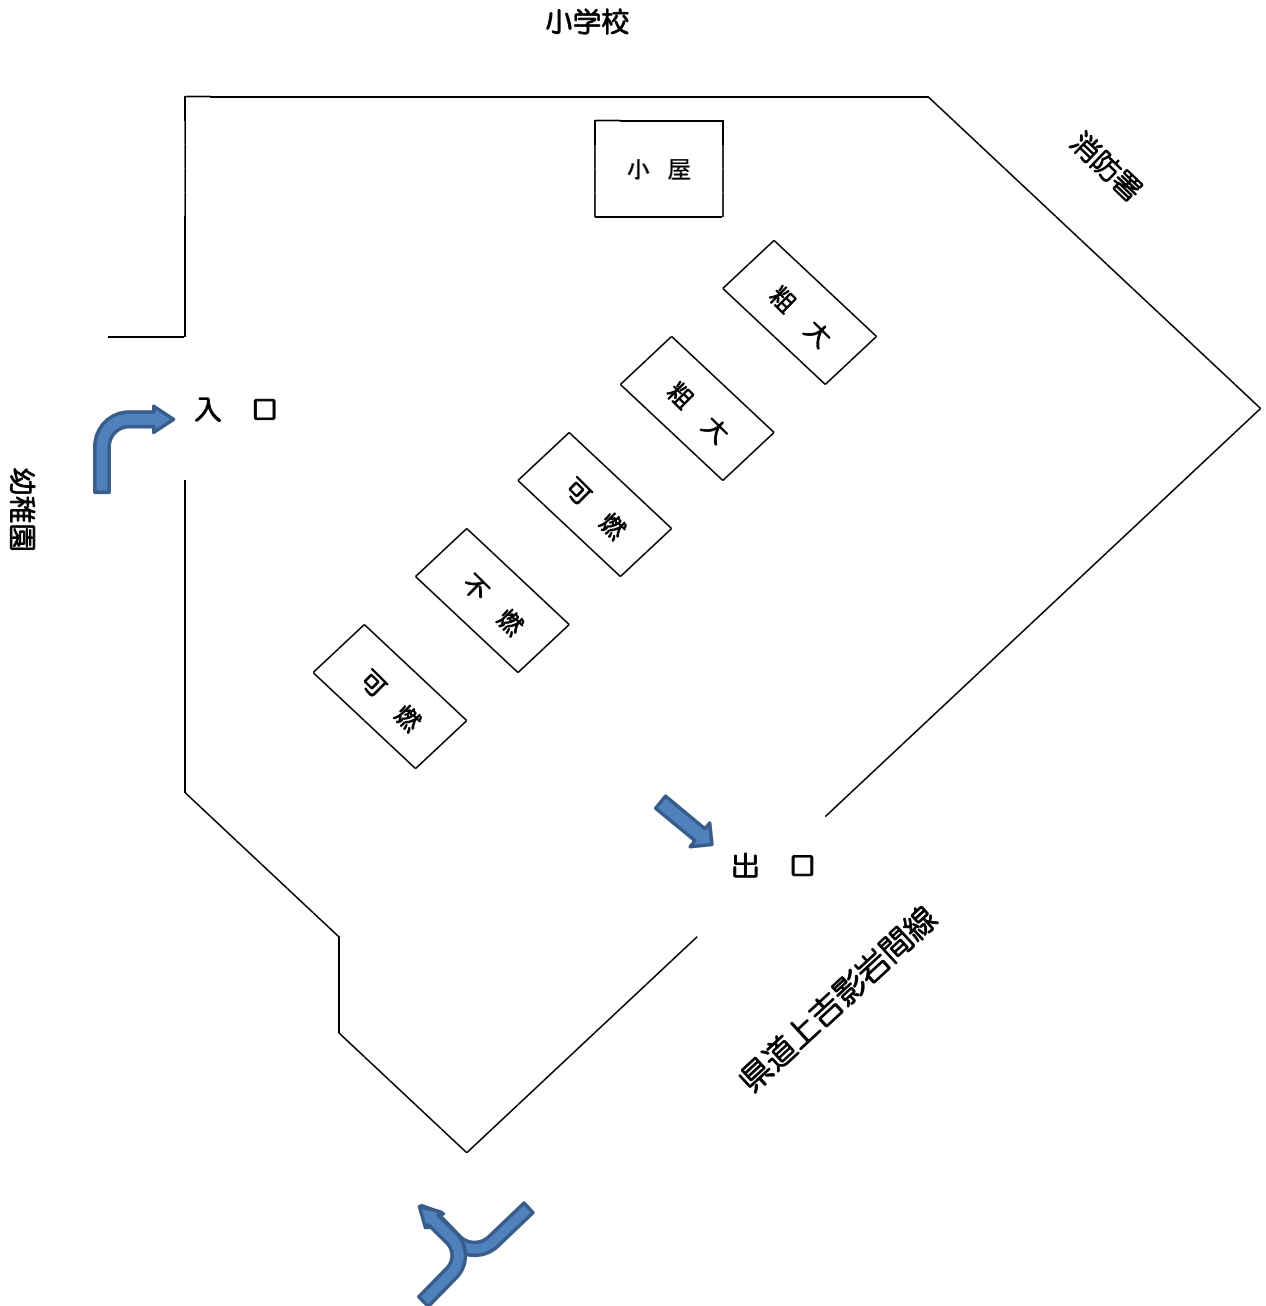 小学校
消防署
小 屋
粗 大
粗 大
入 口
可 燃
幼稚園
不 燃
可 燃
出 口
県道上吉影岩間線